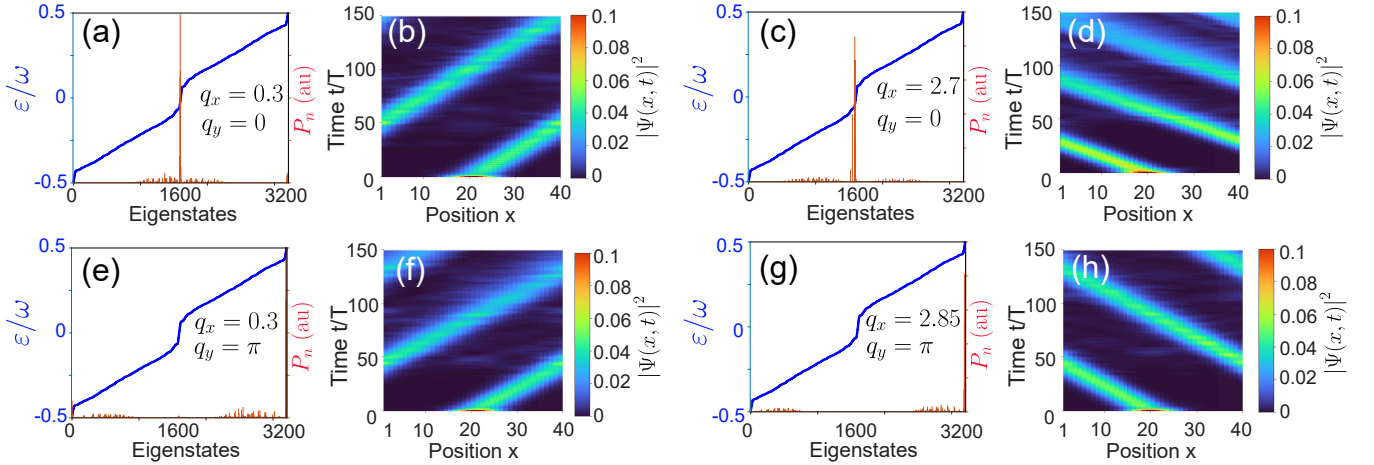 (a)
0.5
0
-0.5
ε/ω
q_x = 0.3
q_y = 0
P_n (au)
0 1600 3200
Eigenstates
(b)
150
100
50
0
Time t/T
1 10 20 30 40
Position x
0.1
0.08
0.06
0.04
0.02
0
|Ψ(x, t)|²
(c)
0.5
0
-0.5
ε/ω
q_x = 2.7
q_y = 0
P_n (au)
0 1600 3200
Eigenstates
(d)
150
100
50
0
Time t/T
1 10 20 30 40
Position x
0.1
0.08
0.06
0.04
0.02
0
|Ψ(x, t)|²
(e)
0.5
0
-0.5
ε/ω
q_x = 0.3
q_y = π
P_n (au)
0 1600 3200
Eigenstates
(f)
150
100
50
0
Time t/T
1 10 20 30 40
Position x
0.1
0.08
0.06
0.04
0.02
0
|Ψ(x, t)|²
(g)
0.5
0
-0.5
ε/ω
q_x = 2.85
q_y = π
P_n (au)
0 1600 3200
Eigenstates
(h)
150
100
50
0
Time t/T
1 10 20 30 40
Position x
0.1
0.08
0.06
0.04
0.02
0
|Ψ(x, t)|²